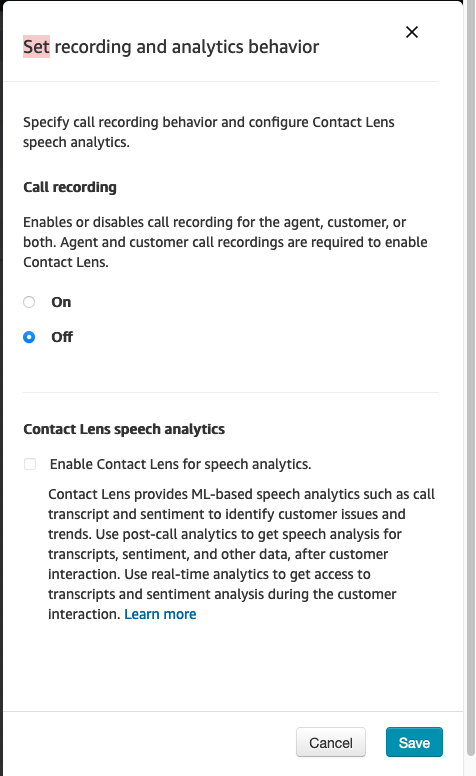 Set recording and analytics behavior
Specify call recording behavior and configure Contact Lens
speech analytics.
Call recording
Enables or disables call recording for the agent, customer, or
both. Agent and customer call recordings are required to enable
Contact Lens.
On
Off
Contact Lens speech analytics
Enable Contact Lens for speech analytics.
Contact Lens provides ML-based speech analytics such as call
transcript and sentiment to identify customer issues and
trends. Use post-call analytics to get speech analysis for
transcripts, sentiment, and other data, after customer
interaction. Use real-time analytics to get access to
transcripts and sentiment analysis during the customer
interaction. Learn more
Cancel
Save